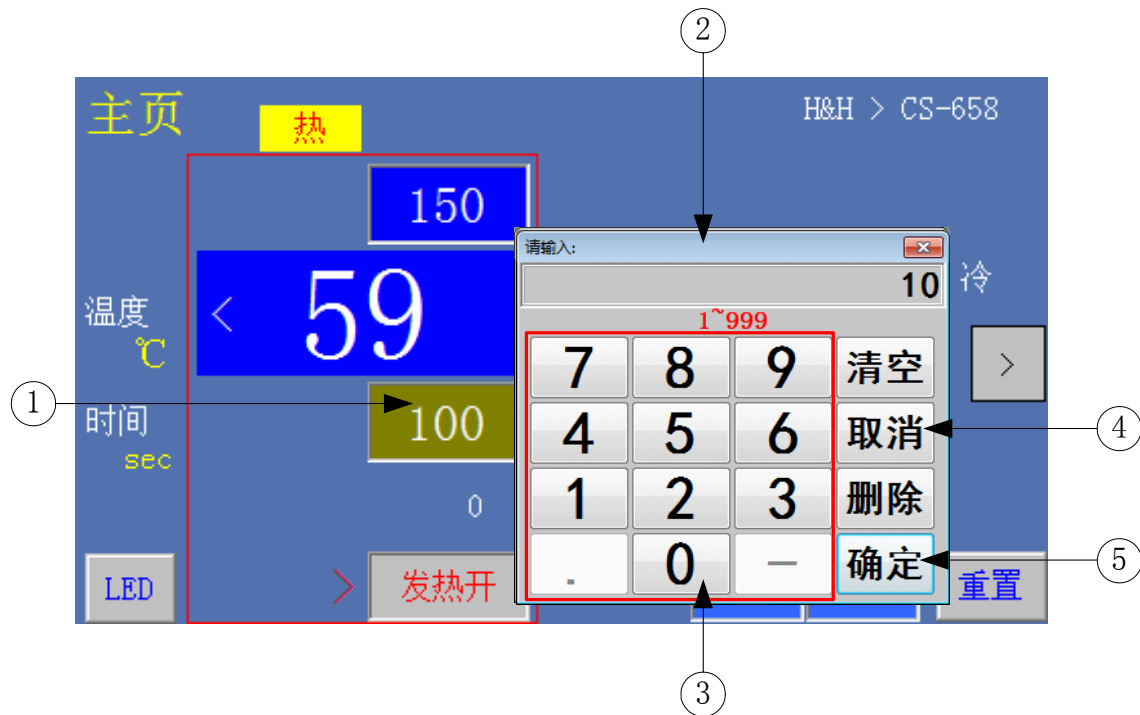 2
主页
热
H&H > CS-658
150
请输入:
10
冷
1~999
温度
℃
< 59
7 8 9 清空
>
1
时间
sec
100
4 5 6 取消
4
0
1 2 3 删除
LED
> 发热开
. 0 — 确定
5
重置
3